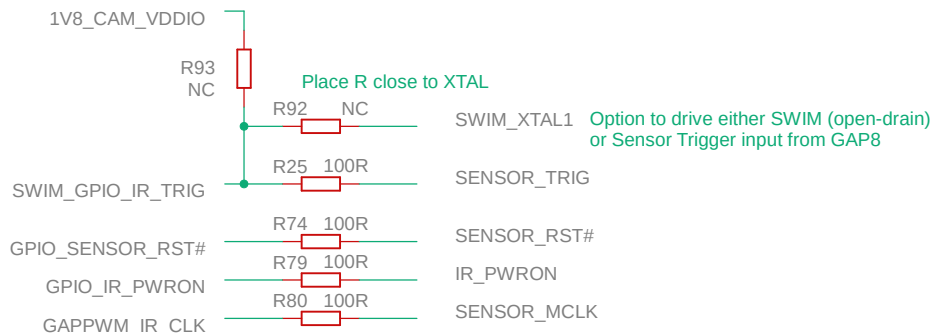 1V8_CAM_VDDIO
R93
NC
Place R close to XTAL
R92 NC
SWIM_XTAL1
Option to drive either SWIM (open-drain)
or Sensor Trigger input from GAP8
R25 100R
SWIM_GPIO_IR_TRIG
SENSOR_TRIG
R74 100R
GPIO_SENSOR_RST#
SENSOR_RST#
R79 100R
GPIO_IR_PWRON
IR_PWRON
R80 100R
GAPPWM_IR_CLK
SENSOR_MCLK